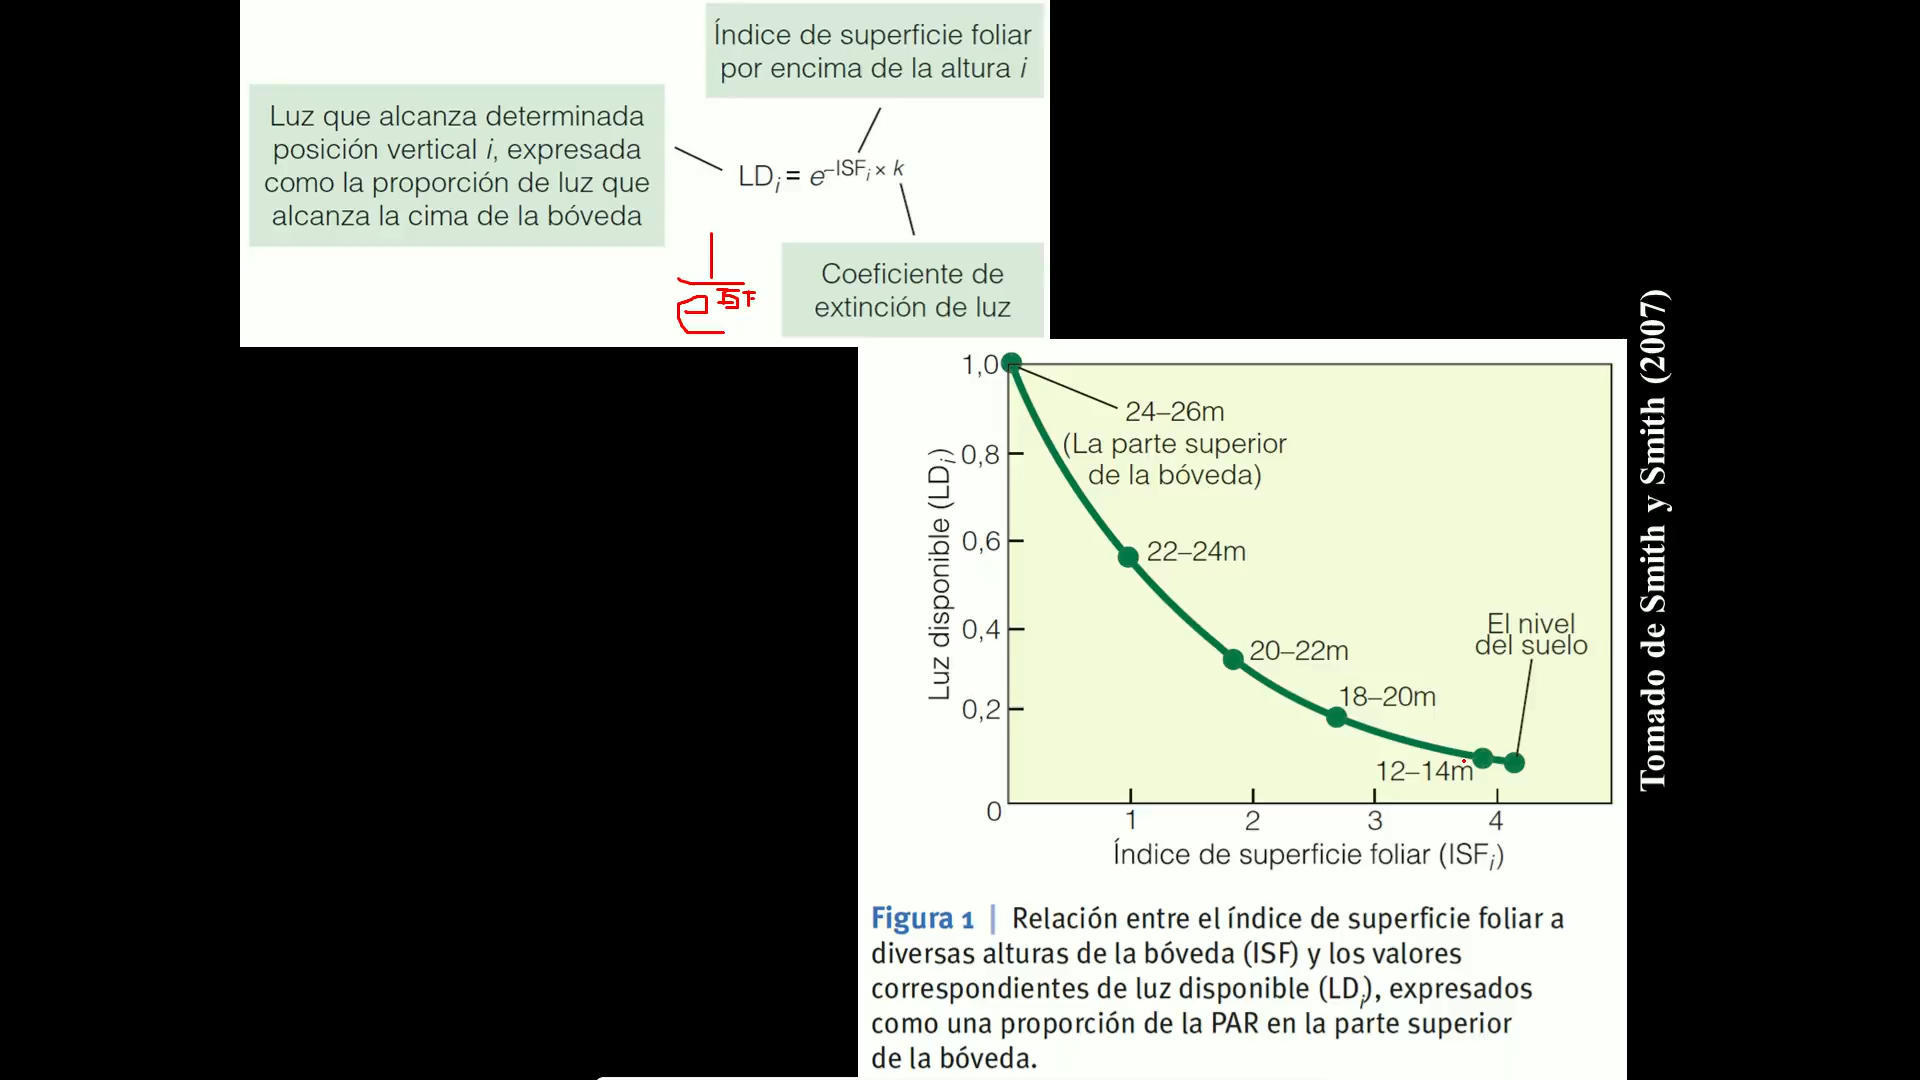 Índice de superficie foliar
por encima de la altura i
Luz que alcanza determinada
posición vertical i, expresada
como la proporción de luz que
alcanza la cima de la bóveda
LDi = e^-ISFi × k
1
e^ISF
Coeficiente de
extinción de luz
Luz disponible (LDi)
1,0
0,8
0,6
0,4
0,2
0
24–26m
(La parte superior
de la bóveda)
22–24m
20–22m
18–20m
12–14m
El nivel
del suelo
1 2 3 4
Índice de superficie foliar (ISFi)
Figura 1 | Relación entre el índice de superficie foliar a
diversas alturas de la bóveda (ISF) y los valores
correspondientes de luz disponible (LDi), expresados
como una proporción de la PAR en la parte superior
de la bóveda.
Tomado de Smith y Smith (2007)